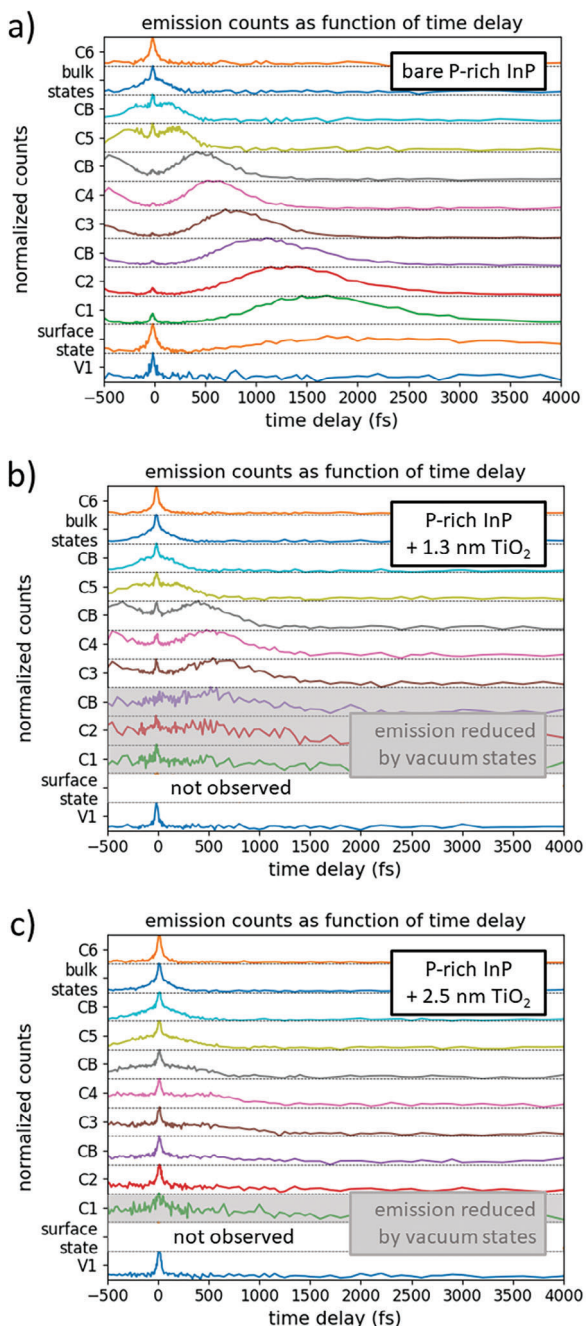 a)
emission counts as function of time delay
bare P-rich InP
normalized counts
C6
bulk
states
CB
C5
CB
C4
C3
CB
C2
C1
surface
state
V1
−500 0 500 1000 1500 2000 2500 3000 3500 4000
time delay (fs)
b)
emission counts as function of time delay
P-rich InP
+ 1.3 nm TiO₂
normalized counts
C6
bulk
states
CB
C5
CB
C4
C3
CB
C2
C1
surface
state
V1
emission reduced
by vacuum states
not observed
−500 0 500 1000 1500 2000 2500 3000 3500 4000
time delay (fs)
c)
emission counts as function of time delay
P-rich InP
+ 2.5 nm TiO₂
normalized counts
C6
bulk
states
CB
C5
CB
C4
C3
CB
C2
C1
surface
state
V1
emission reduced
by vacuum states
not observed
−500 0 500 1000 1500 2000 2500 3000 3500 4000
time delay (fs)